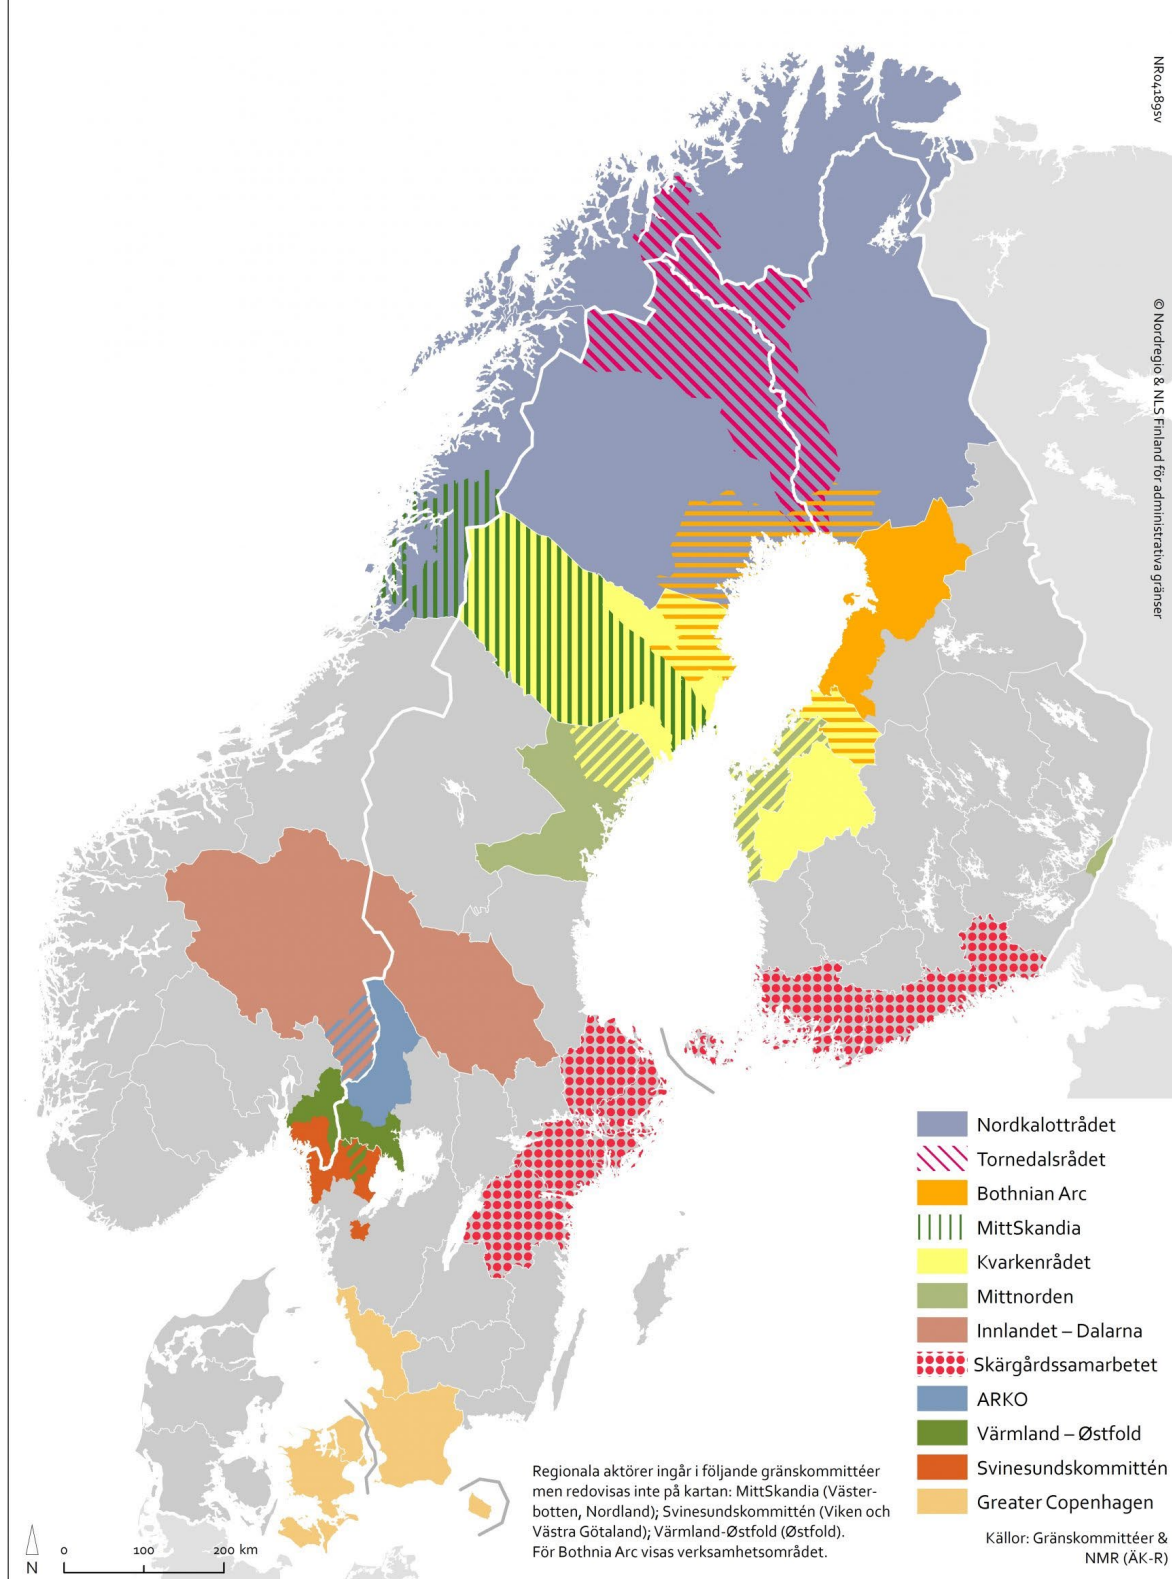 NR04189sv
© Nordregio & NLS Finland för administrativa gränser
Nordkalottrådet
Tornedalsrådet
Bothnian Arc
MittSkandia
Kvarkenrådet
Mittnorden
Innlandet – Dalarna
Skärgårdssamarbetet
ARKO
Värmland – Østfold
Svinesundskommittén
Greater Copenhagen
Regionala aktörer ingår i följande gränskommittéer
men redovisas inte på kartan: MittSkandia (Väster-
botten, Nordland); Svinesundskommittén (Viken och
Västra Götaland); Värmland-Østfold (Østfold).
För Bothnia Arc visas verksamhetsområdet.
Källor: Gränskommittéer &
NMR (ÄK-R)
N
0 100 200 km